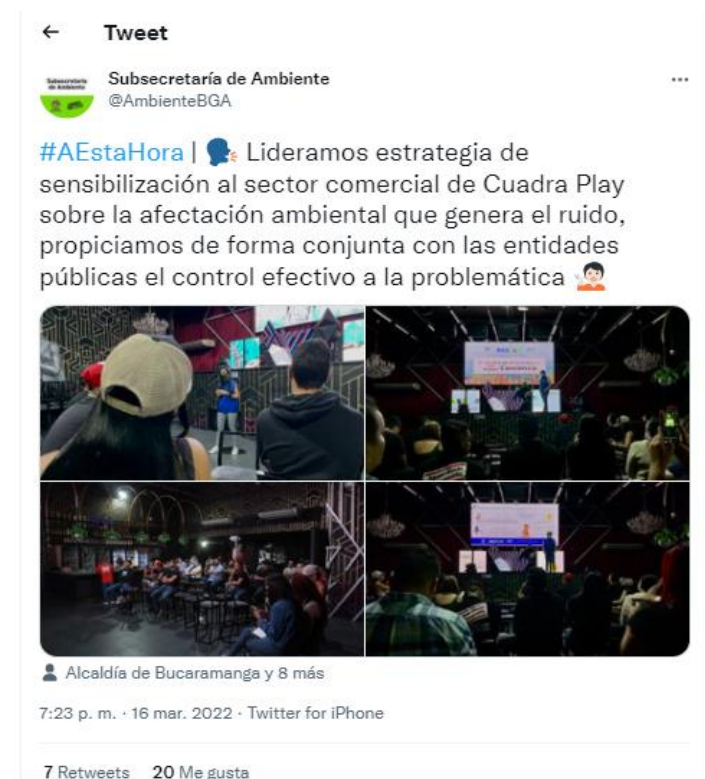 Tweet
Subsecretaría de Ambiente
@AmbienteBGA
#AEstaHora | 🗣 Lideramos estrategia de
sensibilización al sector comercial de Cuadra Play
sobre la afectación ambiental que genera el ruido,
propiciamos de forma conjunta con las entidades
públicas el control efectivo a la problemática 💁🏻
Alcaldía de Bucaramanga y 8 más
7:23 p. m. · 16 mar. 2022 · Twitter for iPhone
7 Retweets 20 Me gusta